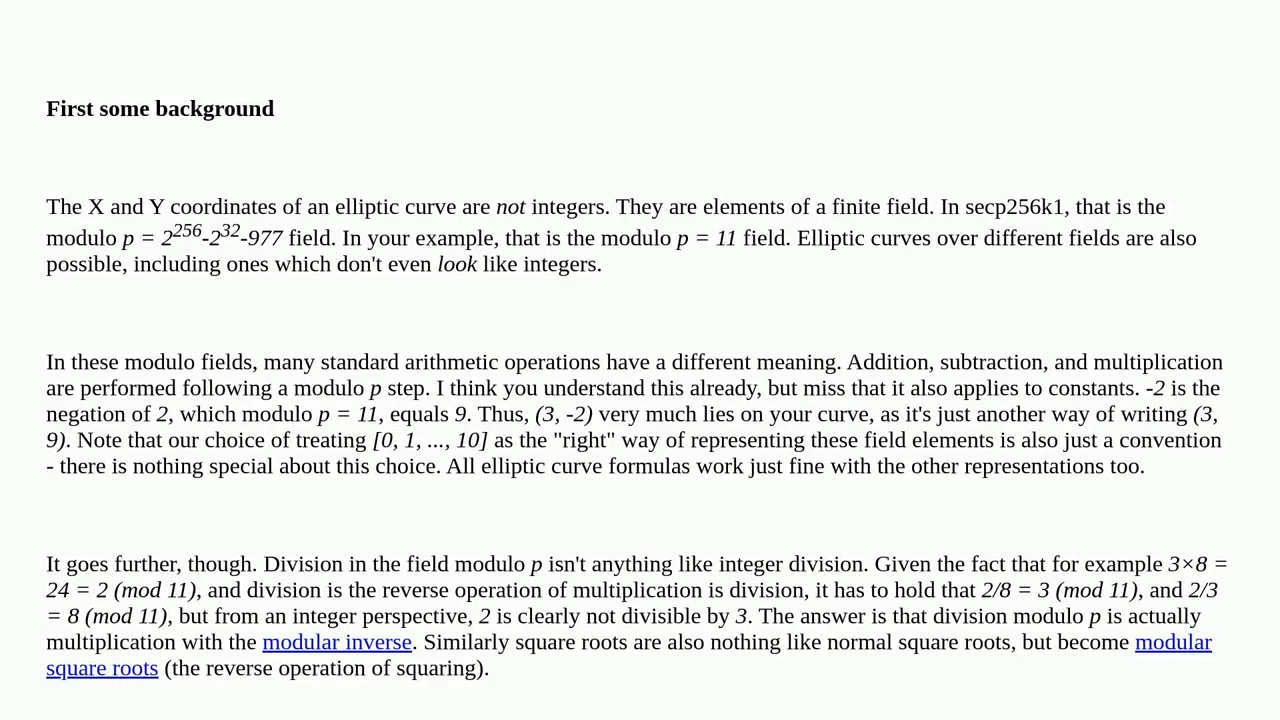 First some background
The X and Y coordinates of an elliptic curve are not integers. They are elements of a finite field. In secp256k1, that is the
modulo p = 2^256-2^32-977 field. In your example, that is the modulo p = 11 field. Elliptic curves over different fields are also
possible, including ones which don't even look like integers.
In these modulo fields, many standard arithmetic operations have a different meaning. Addition, subtraction, and multiplication
are performed following a modulo p step. I think you understand this already, but miss that it also applies to constants. -2 is the
negation of 2, which modulo p = 11, equals 9. Thus, (3, -2) very much lies on your curve, as it's just another way of writing (3,
9). Note that our choice of treating [0, 1, ..., 10] as the "right" way of representing these field elements is also just a convention
- there is nothing special about this choice. All elliptic curve formulas work just fine with the other representations too.
It goes further, though. Division in the field modulo p isn't anything like integer division. Given the fact that for example 3×8 =
24 = 2 (mod 11), and division is the reverse operation of multiplication is division, it has to hold that 2/8 = 3 (mod 11), and 2/3
= 8 (mod 11), but from an integer perspective, 2 is clearly not divisible by 3. The answer is that division modulo p is actually
multiplication with the modular inverse. Similarly square roots are also nothing like normal square roots, but become modular
square roots (the reverse operation of squaring).